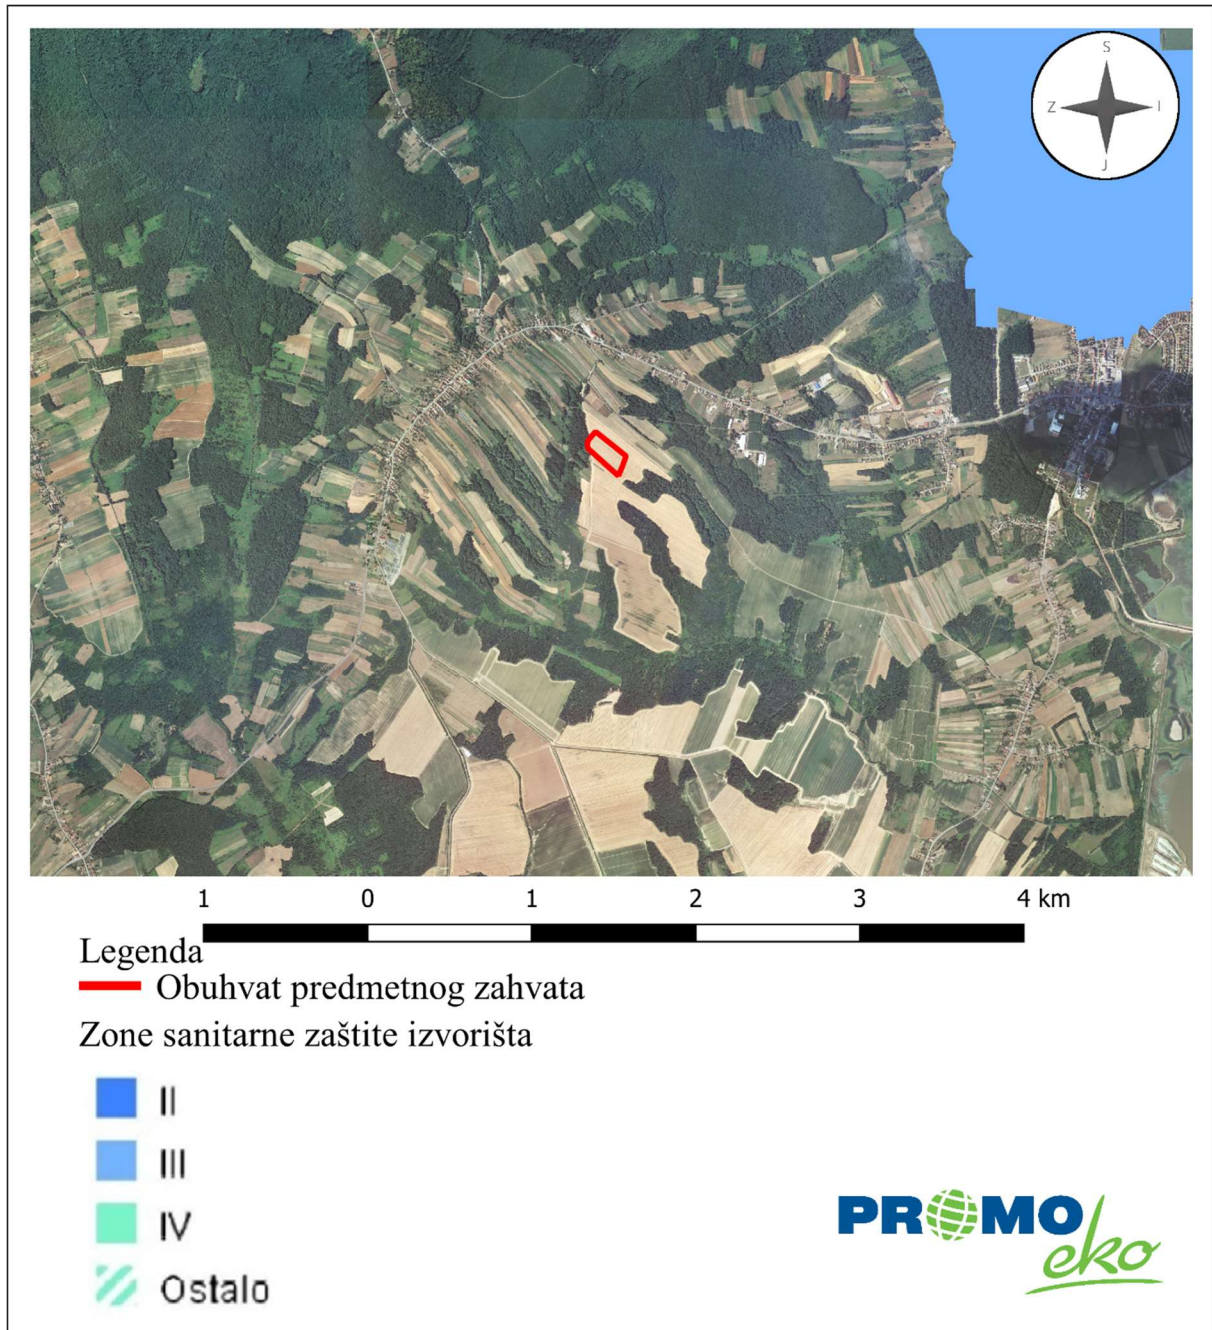 S
Z I
J
1 0 1 2 3 4 km
Legenda
Obuhvat predmetnog zahvata
Zone sanitarne zaštite izvorišta
II
III
IV
Ostalo
PROMO
eko